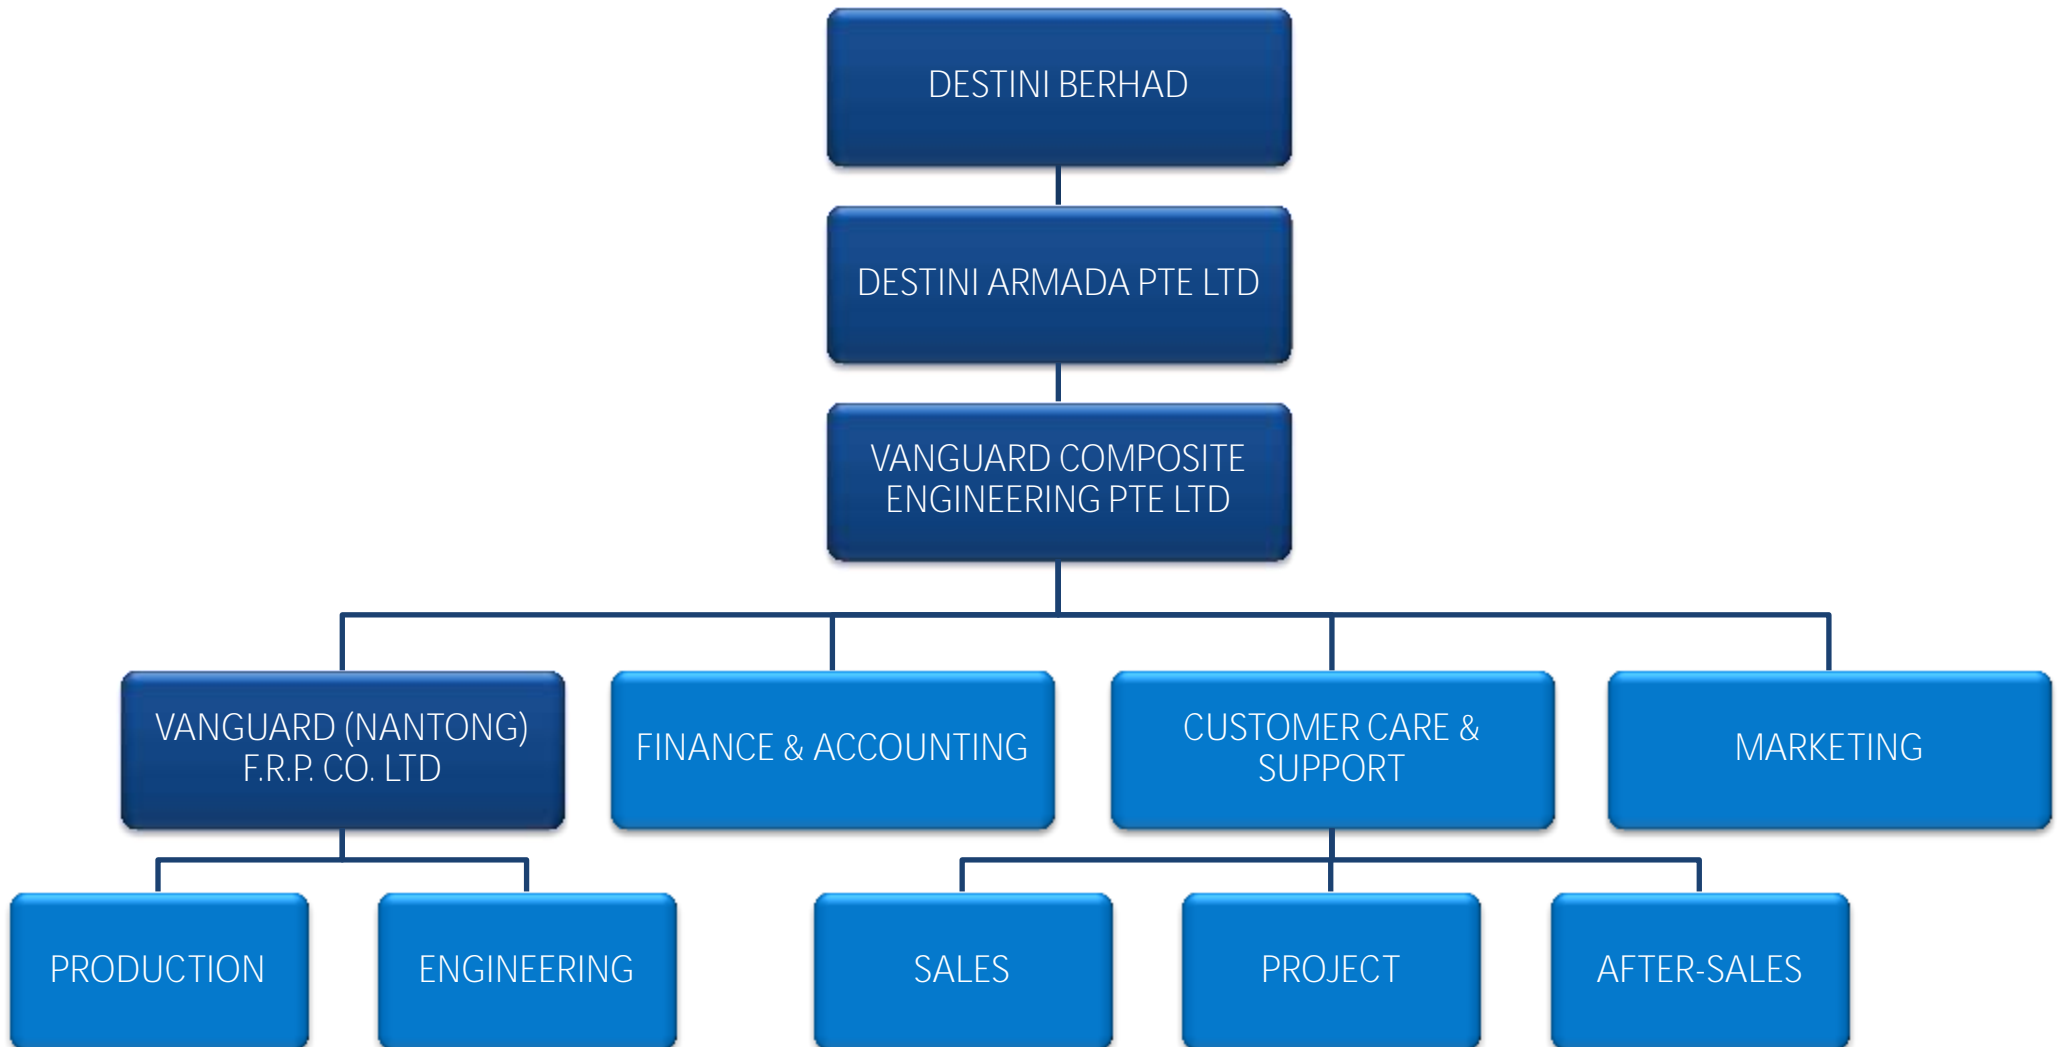 DESTINI BERHAD
DESTINI ARMADA PTE LTD
VANGUARD COMPOSITE
ENGINEERING PTE LTD
VANGUARD (NANTONG)
F.R.P. CO. LTD
FINANCE & ACCOUNTING
CUSTOMER CARE &
SUPPORT
MARKETING
PRODUCTION
ENGINEERING
SALES
PROJECT
AFTER-SALES